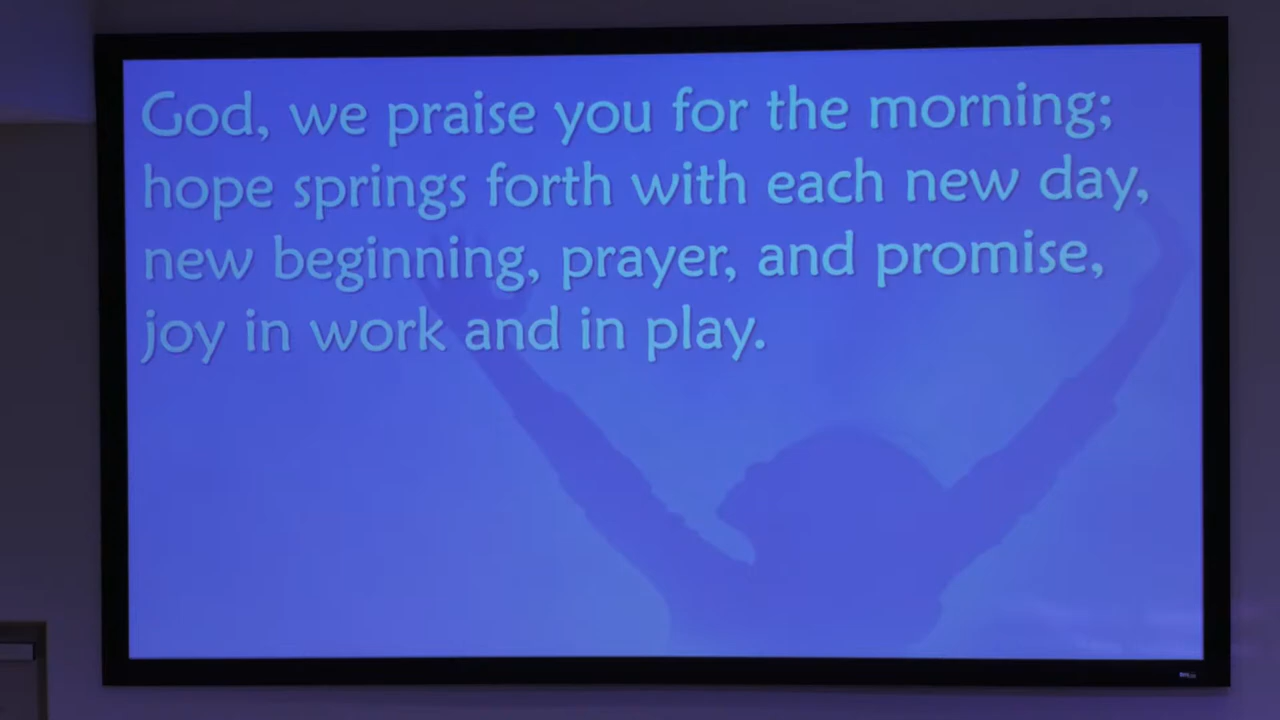 God, we praise you for the morning;
hope springs forth with each new day,
new beginning, prayer, and promise,
joy in work and in play.